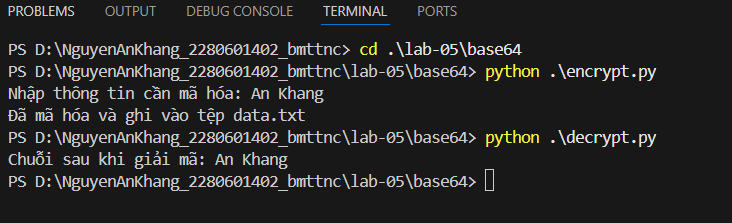 PROBLEMS OUTPUT DEBUG CONSOLE TERMINAL PORTS
PS D:\NguyenAnKhang_2280601402_bmttnc> cd .\lab-05\base64
PS D:\NguyenAnKhang_2280601402_bmttnc\lab-05\base64> python .\encrypt.py
Nhập thông tin cần mã hóa: An Khang
Đã mã hóa và ghi vào tệp data.txt
PS D:\NguyenAnKhang_2280601402_bmttnc\lab-05\base64> python .\decrypt.py
Chuỗi sau khi giải mã: An Khang
PS D:\NguyenAnKhang_2280601402_bmttnc\lab-05\base64>